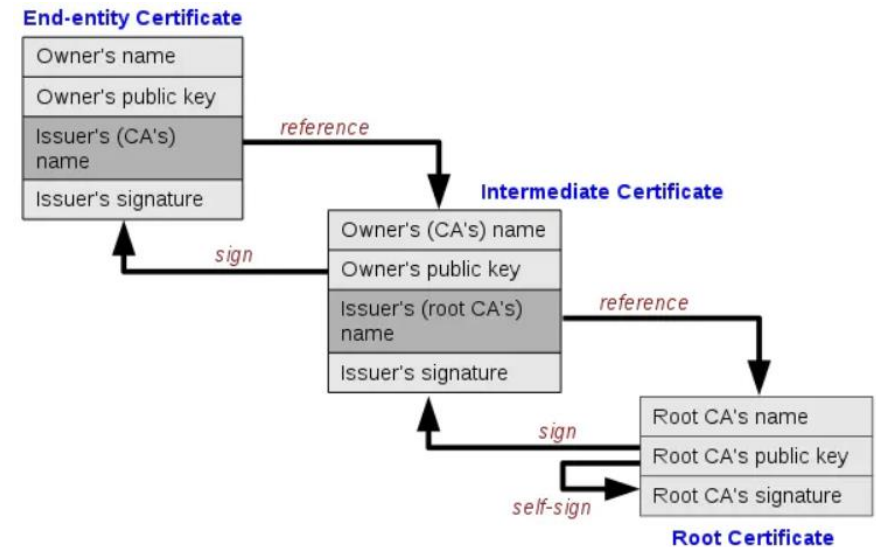 End-entity Certificate
Owner's name
Owner's public key
Issuer's (CA's)
name
Issuer's signature
reference
sign
Intermediate Certificate
Owner's (CA's) name
Owner's public key
Issuer's (root CA's)
name
Issuer's signature
reference
sign
self-sign
Root CA's name
Root CA's public key
Root CA's signature
Root Certificate